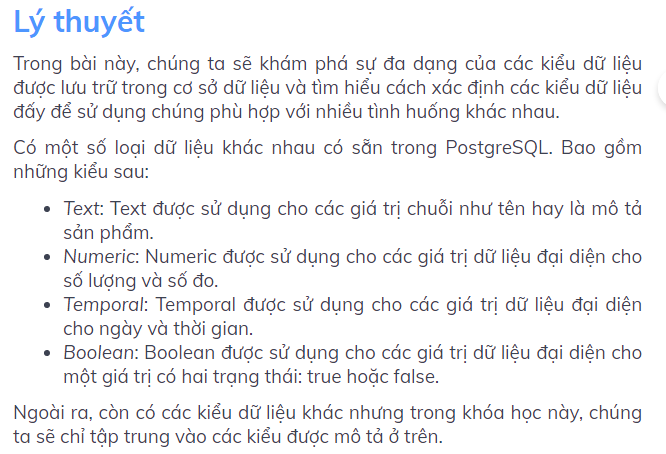 Lý thuyết
Trong bài này, chúng ta sẽ khám phá sự đa dạng của các kiểu dữ liệu
được lưu trữ trong cơ sở dữ liệu và tìm hiểu cách xác định các kiểu dữ liệu
đấy để sử dụng chúng phù hợp với nhiều tình huống khác nhau.
Có một số loại dữ liệu khác nhau có sẵn trong PostgreSQL. Bao gồm
những kiểu sau:
• Text: Text được sử dụng cho các giá trị chuỗi như tên hay là mô tả
sản phẩm.
• Numeric: Numeric được sử dụng cho các giá trị dữ liệu đại diện cho
số lượng và số đo.
• Temporal: Temporal được sử dụng cho các giá trị dữ liệu đại diện
cho ngày và thời gian.
• Boolean: Boolean được sử dụng cho các giá trị dữ liệu đại diện cho
một giá trị có hai trạng thái: true hoặc false.
Ngoài ra, còn có các kiểu dữ liệu khác nhưng trong khóa học này, chúng
ta sẽ chỉ tập trung vào các kiểu được mô tả ở trên.